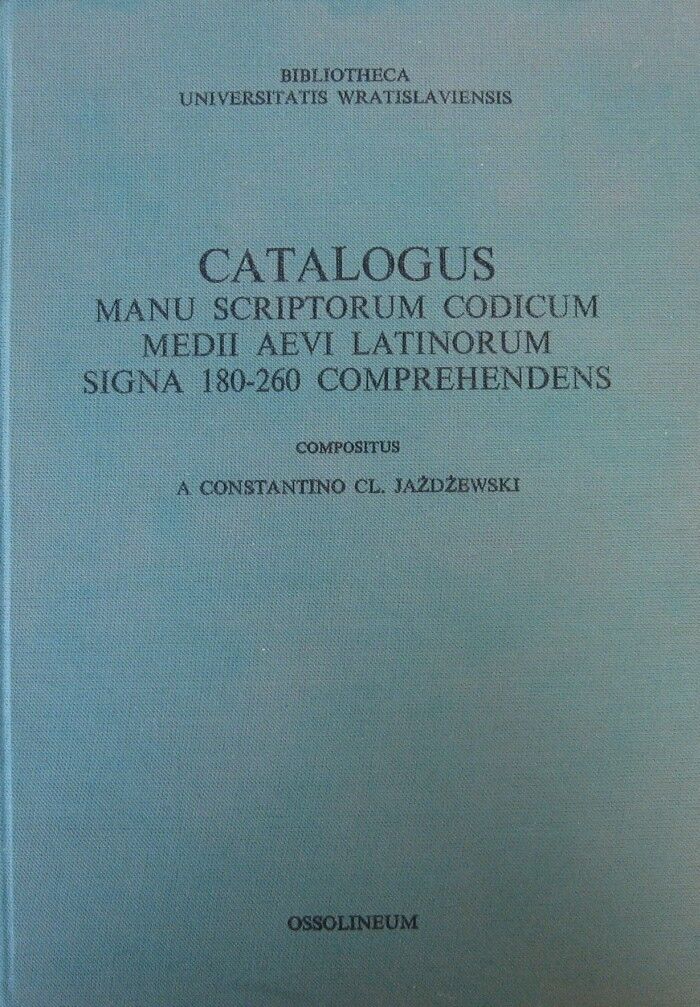 BIBLIOTHECA
UNIVERSITATIS WRATISLAVIENSIS
CATALOGUS
MANU SCRIPTORUM CODICUM
MEDII AEVI LATINORUM
SIGNA 180-260 COMPREHENDENS
COMPOSITUS
A CONSTANTINO CL. JAŻDŻEWSKI
OSSOLINEUM